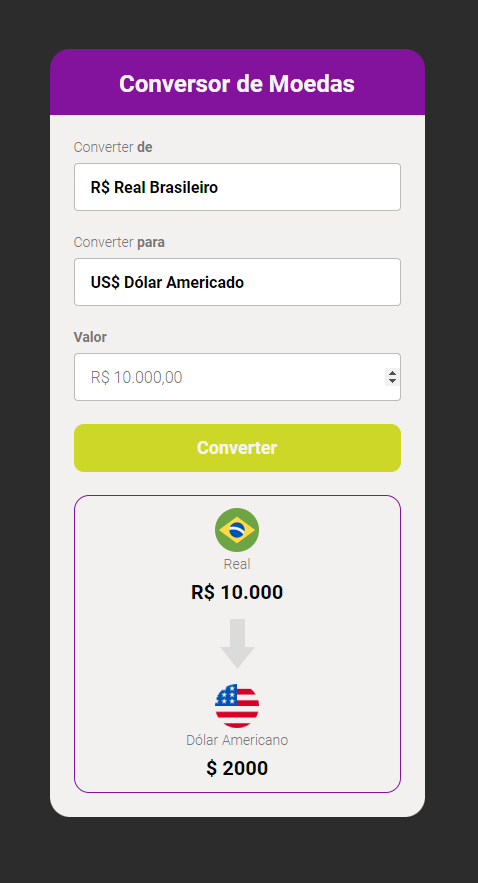 Conversor de Moedas
Converter de
R$ Real Brasileiro
Converter para
US$ Dólar Americado
Valor
R$ 10.000,00
Converter
Real
R$ 10.000
Dólar Americano
$ 2000